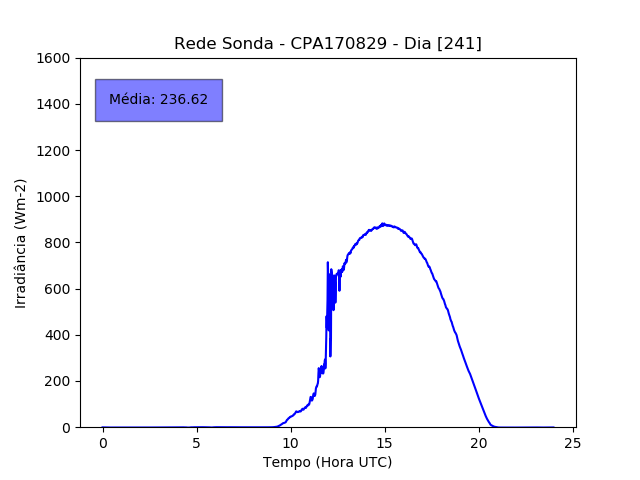 Rede Sonda - CPA170829 - Dia [241]
1600
1400
1200
1000
800
600
400
200
0
Média: 236.62
Irradiância (Wm-2)
0 5 10 15 20 25
Tempo (Hora UTC)